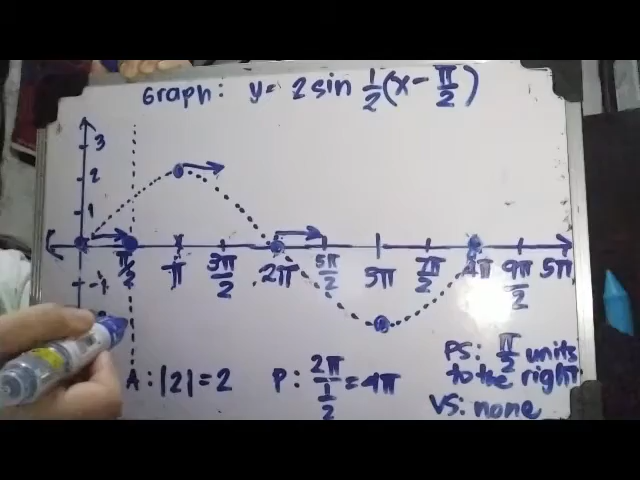 Graph: y= 2 sin 1/2 (x - π/2)
3
2
1
-1
π/2 π 3π/2 2π 5π/2 3π 7π/2 4π 9π/2 5π
A: |2| = 2
P: 2π / 1/2 = 4π
PS: π/2 units
to the right
VS: none